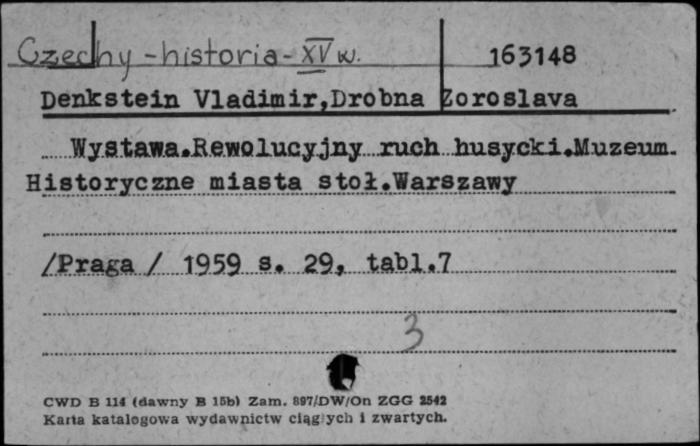 Czechy - historia - XV w. 163148
Denkstein Vladimir,Drobna Zoroslava
Wystawa.Rewolucyjny ruch husycki.Muzeum
Historyczne miasta stoł.Warszawy
/Praga / 1959 s. 29, tabl.7
3
CWD B 114 (dawny B 15b) Zam. 897/DW/On ZGG 2542
Karta katalogowa wydawnictw ciągłych i zwartych.